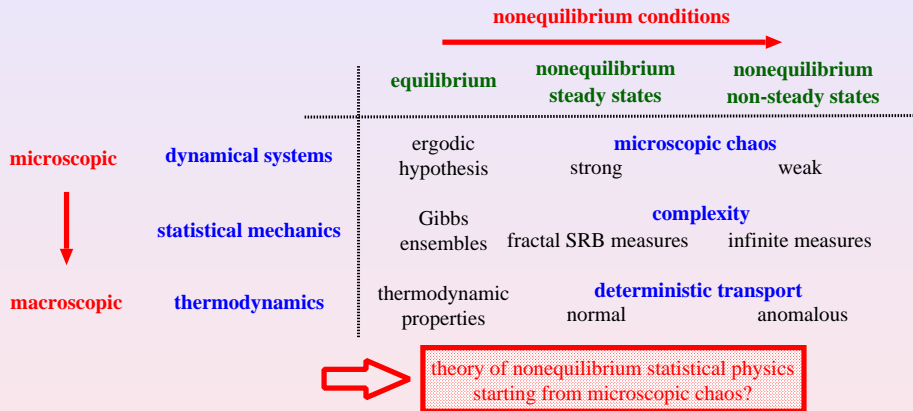 nonequilibrium conditions
equilibrium
nonequilibrium
steady states
nonequilibrium
non-steady states
microscopic
dynamical systems
ergodic
hypothesis
microscopic chaos
strong
weak
statistical mechanics
Gibbs
ensembles
complexity
fractal SRB measures
infinite measures
macroscopic
thermodynamics
thermodynamic
properties
deterministic transport
normal
anomalous
theory of nonequilibrium statistical physics
starting from microscopic chaos?